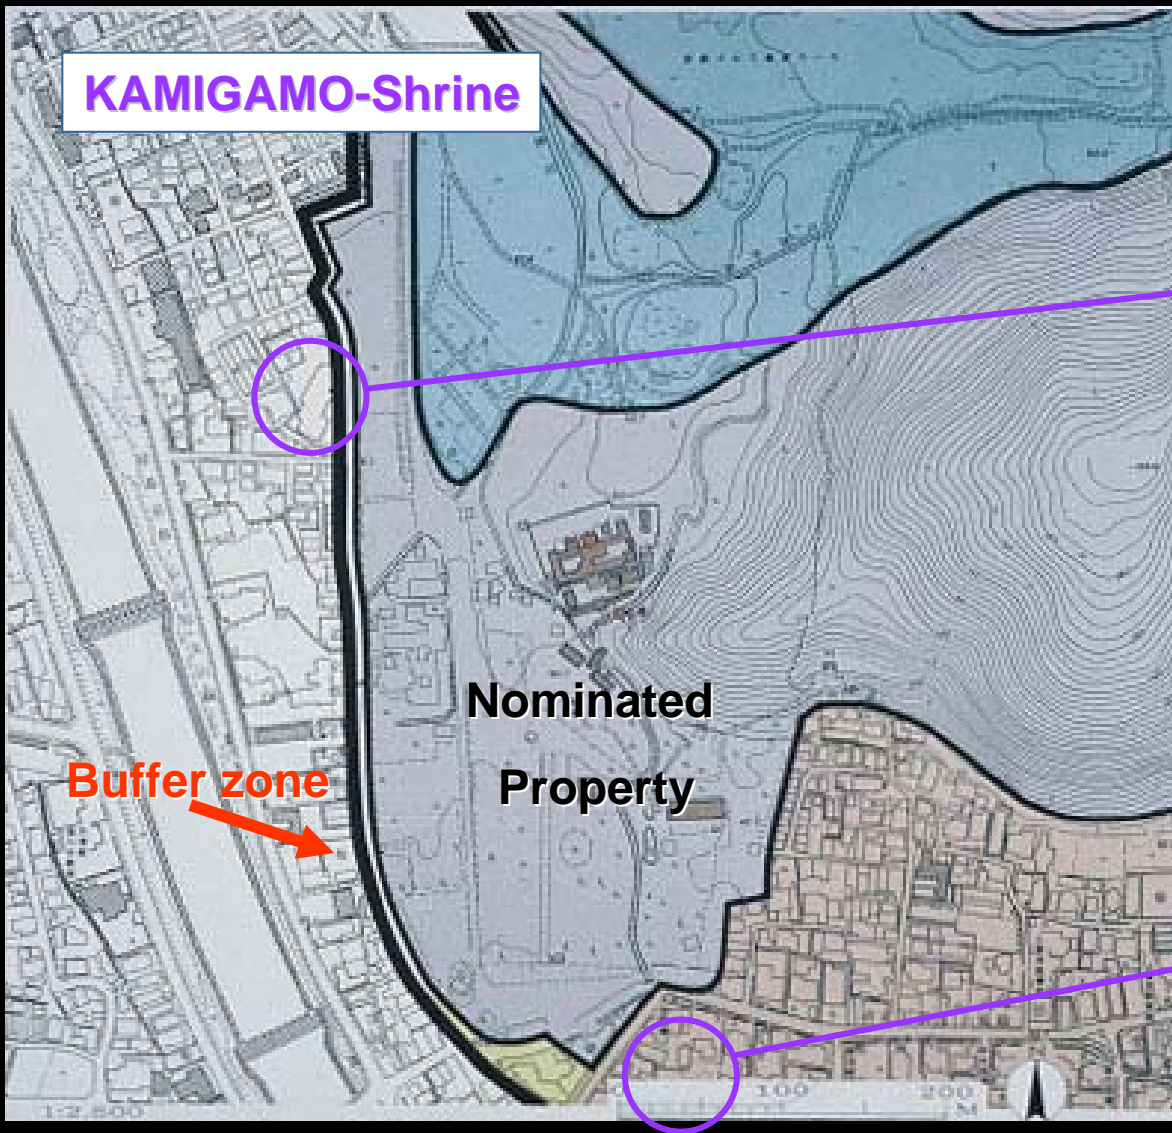 KAMIGAMO-Shrine
Nominated
Property
Buffer zone
100
200
M
1:2,500